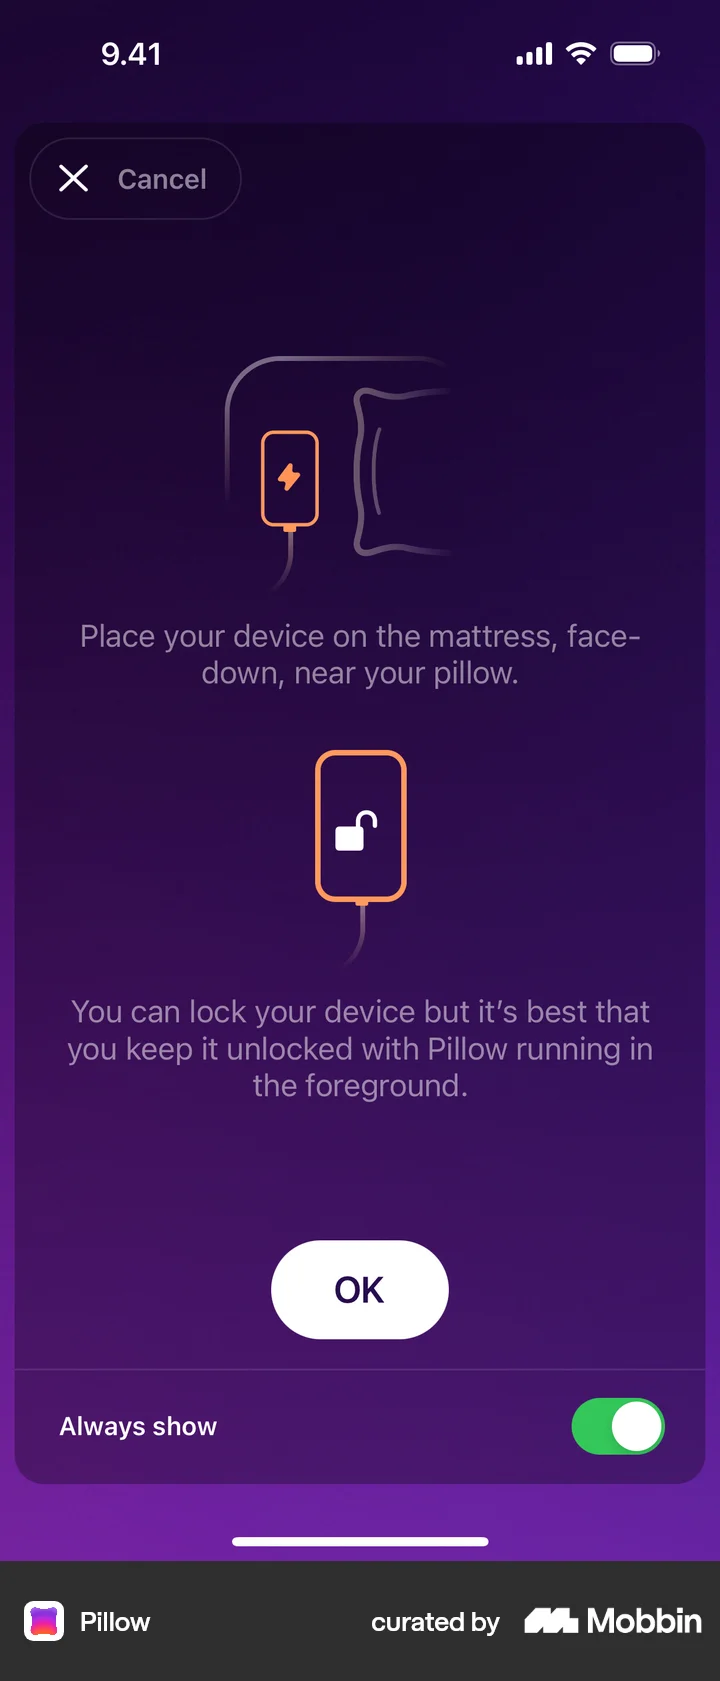 9.41
Cancel
Place your device on the mattress, face-
down, near your pillow.
You can lock your device but it’s best that
you keep it unlocked with Pillow running in
the foreground.
OK
Always show
Pillow
curated by Mobbin